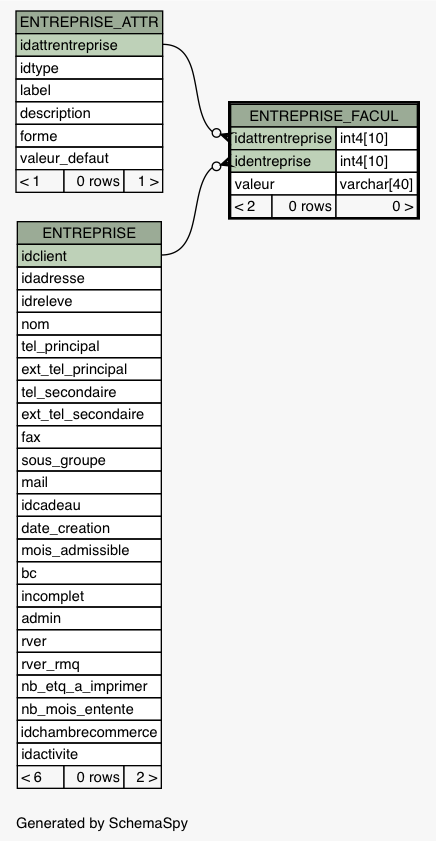 ENTREPRISE_ATTR
idattrentreprise
idtype
label
description
forme
valeur_defaut
< 1 0 rows 1 >
ENTREPRISE_FACUL
idattrentreprise int4[10]
identreprise int4[10]
valeur varchar[40]
< 2 0 rows 0 >
ENTREPRISE
idclient
idadresse
idreleve
nom
tel_principal
ext_tel_principal
tel_secondaire
ext_tel_secondaire
fax
sous_groupe
mail
idcadeau
date_creation
mois_admissible
bc
incomplet
admin
rver
rver_rmq
nb_etq_a_imprimer
nb_mois_entente
idchambrecommerce
idactivite
< 6 0 rows 2 >
Generated by SchemaSpy